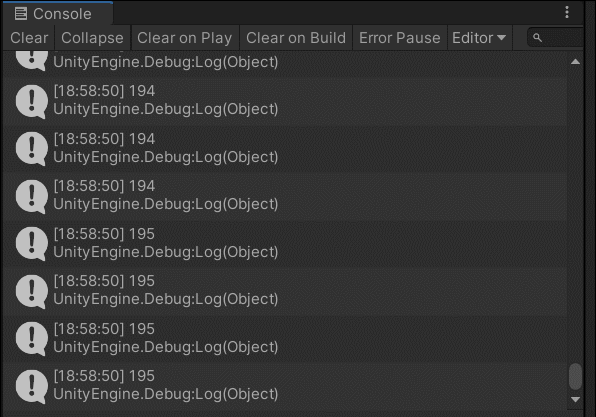 Console
Clear Collapse Clear on Play Clear on Build Error Pause Editor
UnityEngine.Debug:Log(Object)
[18:58:50] 194
UnityEngine.Debug:Log(Object)
[18:58:50] 194
UnityEngine.Debug:Log(Object)
[18:58:50] 194
UnityEngine.Debug:Log(Object)
[18:58:50] 195
UnityEngine.Debug:Log(Object)
[18:58:50] 195
UnityEngine.Debug:Log(Object)
[18:58:50] 195
UnityEngine.Debug:Log(Object)
[18:58:50] 195
UnityEngine.Debug:Log(Object)